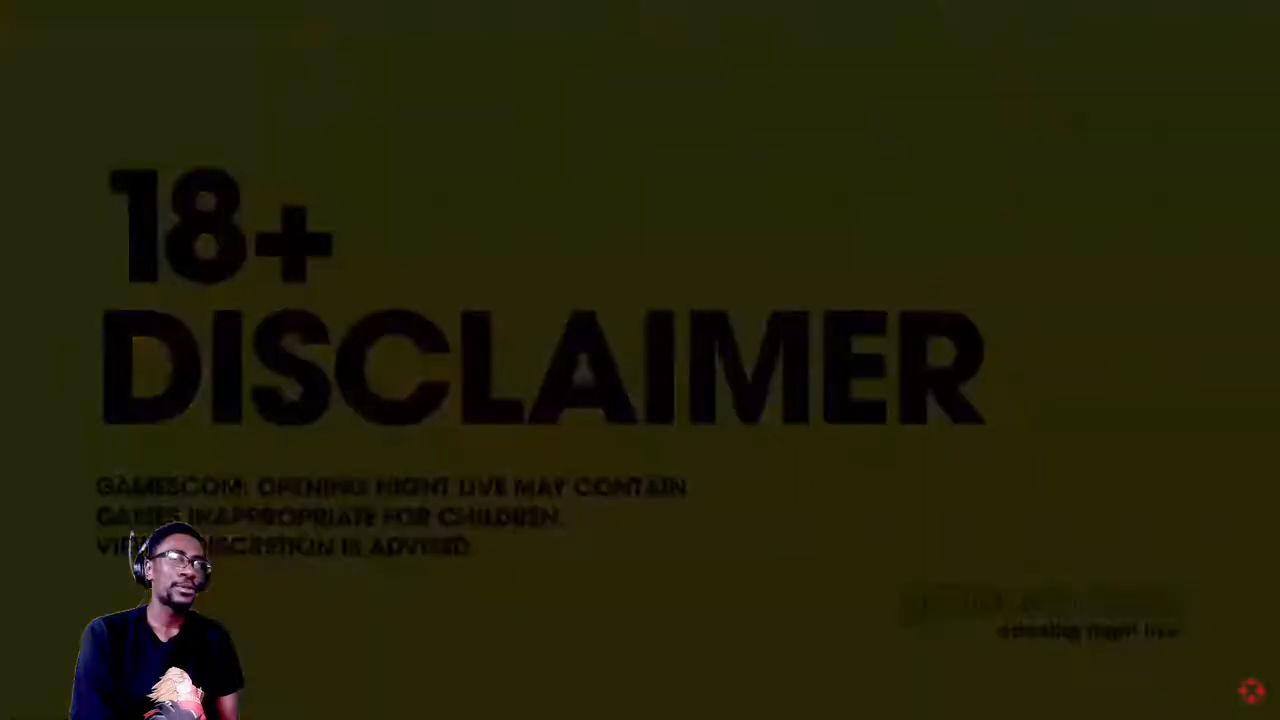 18+
DISCLAIMER
GAMESCOM: OPENING NIGHT LIVE MAY CONTAIN
GAMES INAPPROPRIATE FOR CHILDREN.
DISCRETION IS ADVISED
opening night live